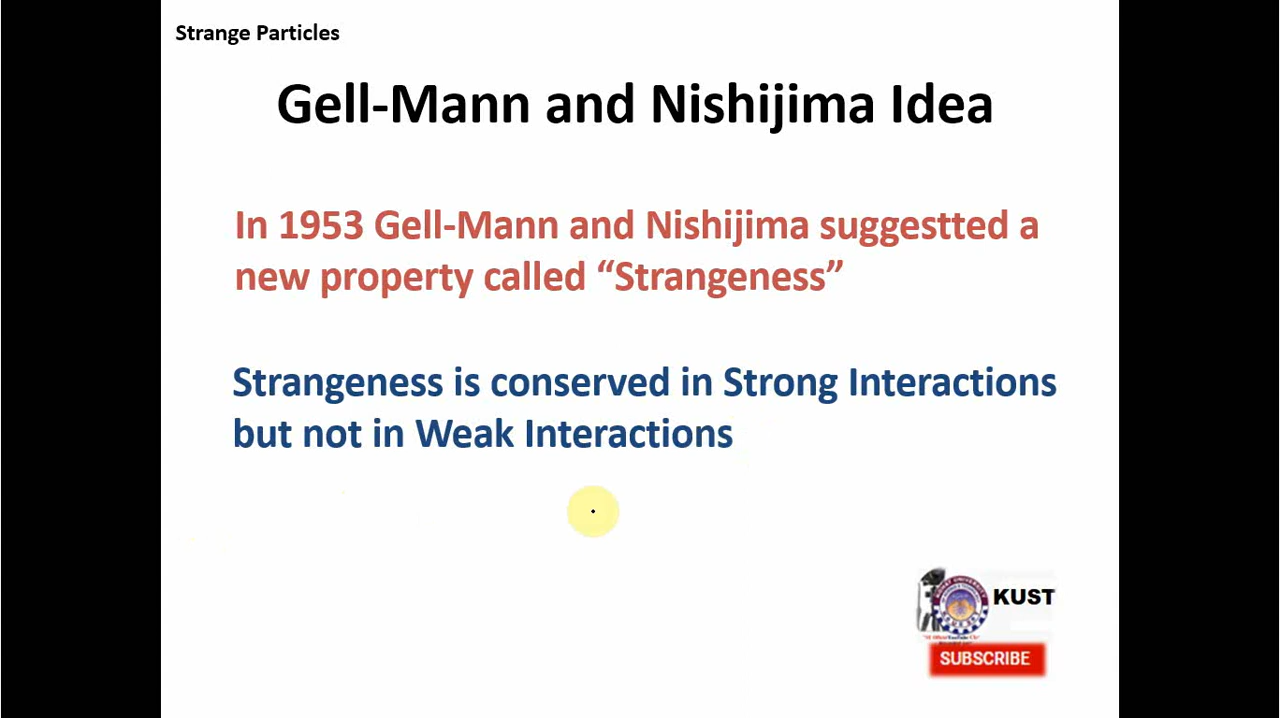 Strange Particles
Gell-Mann and Nishijima Idea
In 1953 Gell-Mann and Nishijima suggestted a
new property called “Strangeness”
Strangeness is conserved in Strong Interactions
but not in Weak Interactions
KUST
SUBSCRIBE